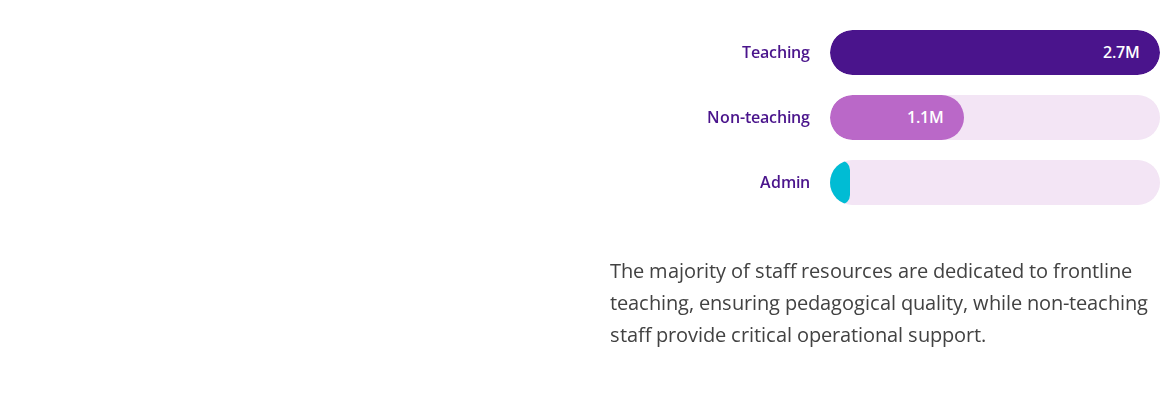 Teaching 2.7M
Non-teaching 1.1M
Admin
The majority of staff resources are dedicated to frontline
teaching, ensuring pedagogical quality, while non-teaching
staff provide critical operational support.